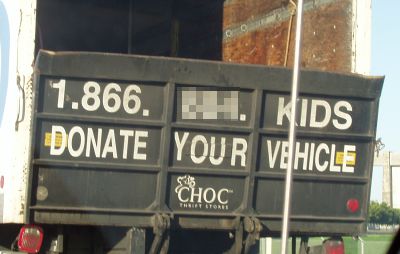 1.866. . KIDS
DONATE YOUR VEHICLE
CHOC
THRIFT STORES